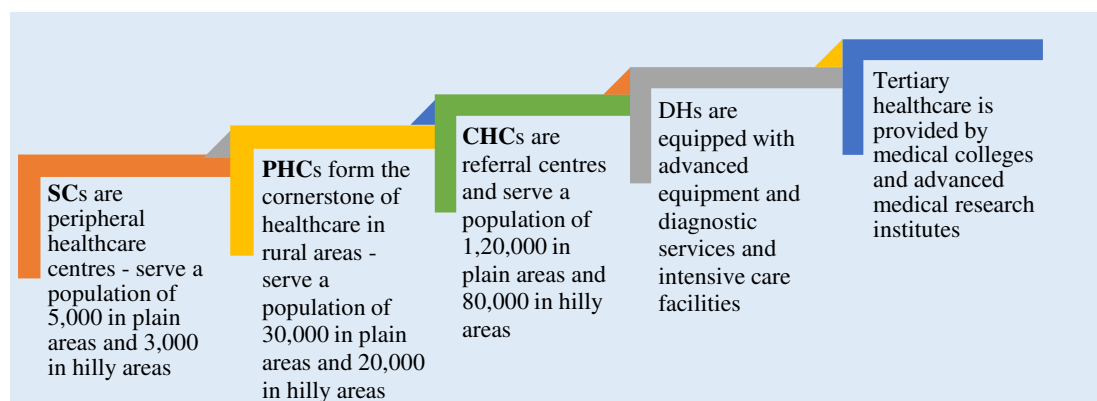 SCs are
peripheral
healthcare
centres - serve a
population of
5,000 in plain
areas and 3,000
in hilly areas
PHCs form the
cornerstone of
healthcare in
rural areas -
serve a
population of
30,000 in plain
areas and 20,000
in hilly areas
CHCs are
referral centres
and serve a
population of
1,20,000 in
plain areas and
80,000 in hilly
areas
DHs are
equipped with
advanced
equipment and
diagnostic
services and
intensive care
facilities
Tertiary
healthcare is
provided by
medical colleges
and advanced
medical research
institutes